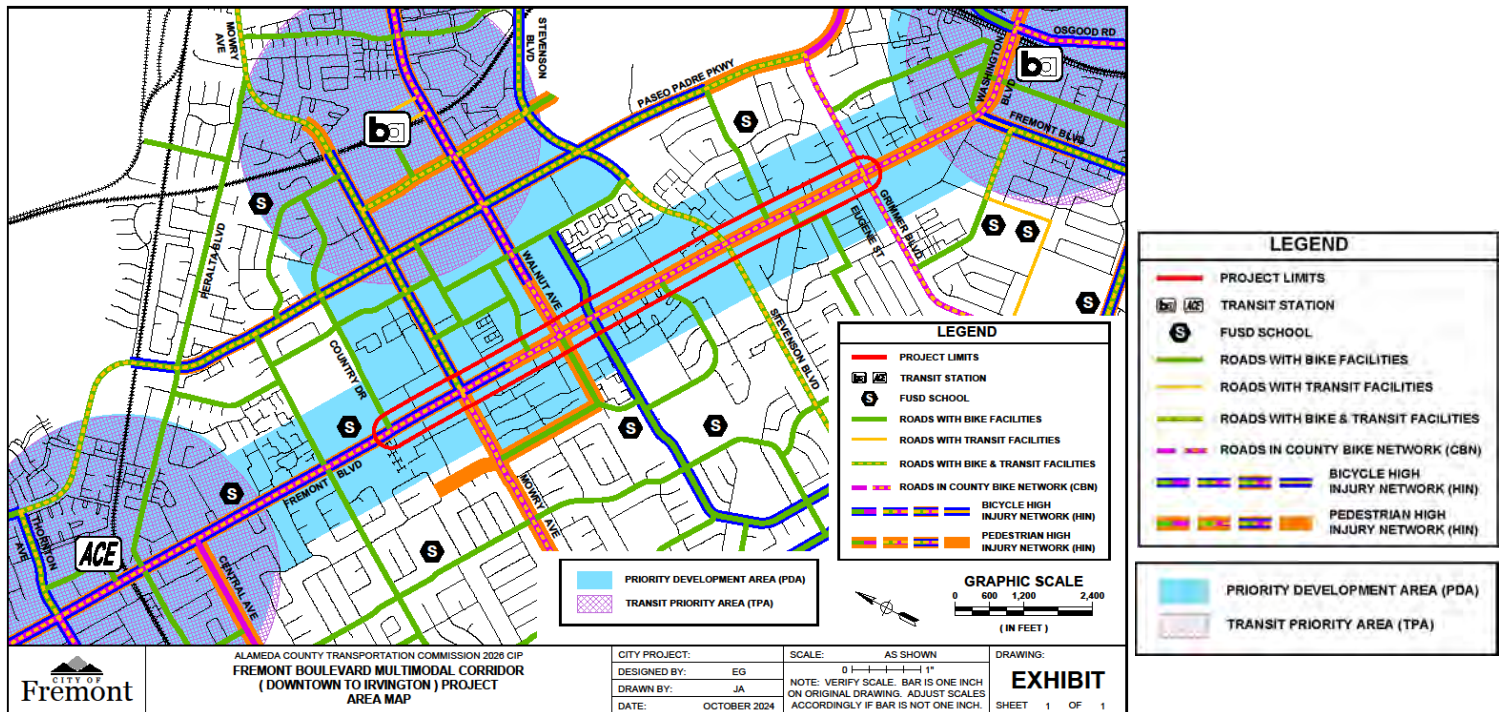 MOWRY
AVE
STEVENSON
BLVD
PASEO PADRE PKWY
WASHINGTON
BLVD
OSGOOD RD
FREMONT BLVD
PERALTA BLVD
WALNUT AVE
COUNTRY DR
EUGENE ST
GRIMMER BLVD
STEVENSON BLVD
FREMONT BLVD
MOWRY AVE
THORNTON
AVE
CENTRAL AVE
ACE
S
S
S
S
S
S
S
S
S
S
LEGEND
PROJECT LIMITS
ba ACE TRANSIT STATION
S FUSD SCHOOL
ROADS WITH BIKE FACILITIES
ROADS WITH TRANSIT FACILITIES
ROADS WITH BIKE & TRANSIT FACILITIES
ROADS IN COUNTY BIKE NETWORK (CBN)
BICYCLE HIGH
INJURY NETWORK (HIN)
PEDESTRIAN HIGH
INJURY NETWORK (HIN)
PRIORITY DEVELOPMENT AREA (PDA)
TRANSIT PRIORITY AREA (TPA)
GRAPHIC SCALE
0 600 1,200 2,400
( IN FEET )
LEGEND
PROJECT LIMITS
ba ACE TRANSIT STATION
S FUSD SCHOOL
ROADS WITH BIKE FACILITIES
ROADS WITH TRANSIT FACILITIES
ROADS WITH BIKE & TRANSIT FACILITIES
ROADS IN COUNTY BIKE NETWORK (CBN)
BICYCLE HIGH
INJURY NETWORK (HIN)
PEDESTRIAN HIGH
INJURY NETWORK (HIN)
PRIORITY DEVELOPMENT AREA (PDA)
TRANSIT PRIORITY AREA (TPA)
CITY OF
Fremont
ALAMEDA COUNTY TRANSPORTATION COMMISSION 2026 CIP
FREMONT BOULEVARD MULTIMODAL CORRIDOR
( DOWNTOWN TO IRVINGTON ) PROJECT
AREA MAP
CITY PROJECT:
DESIGNED BY: EG
DRAWN BY: JA
DATE: OCTOBER 2024
SCALE: AS SHOWN
0 1"
NOTE: VERIFY SCALE. BAR IS ONE INCH
ON ORIGINAL DRAWING. ADJUST SCALES
ACCORDINGLY IF BAR IS NOT ONE INCH.
DRAWING:
EXHIBIT
SHEET 1 OF 1